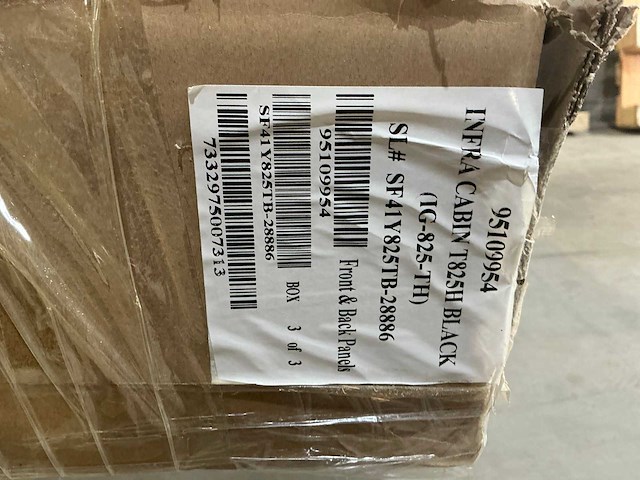 95109954
INFRA CABIN T825H BLACK
(IG-825-TH)
SL# SF41Y825TB-28886
95109954
Front & Back Panels
SF41Y825TB-28886
BOX 3 of 3
7332975007313